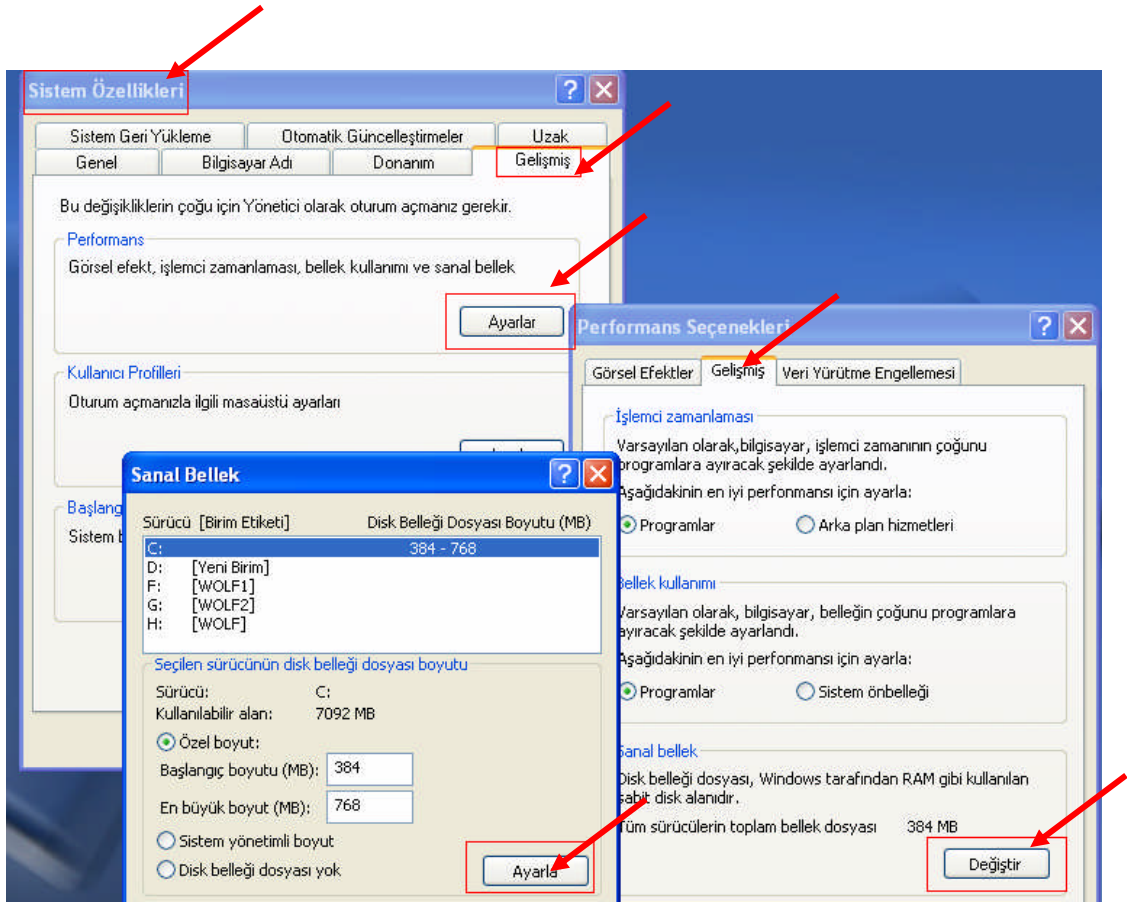 Sistem Özellikleri
Sistem Geri Yükleme
Otomatik Güncelleştirmeler
Uzak
Genel
Bilgisayar Adı
Donanım
Gelişmiş
Bu değişikliklerin çoğu için Yönetici olarak oturum açmanız gerekir.
Performans
Görsel efekt, işlemci zamanlaması, bellek kullanımı ve sanal bellek
Ayarlar
Kullanıcı Profilleri
Oturum açmanızla ilgili masaüstü ayarları
Başlang
Sistem
Performans Seçenekleri
Görsel Efektler
Gelişmiş
Veri Yürütme Engellemesi
İşlemci zamanlaması
Varsayılan olarak,bilgisayar, işlemci zamanının çoğunu
programlara ayıracak şekilde ayarlandı.
Aşağıdakinin en iyi perfonmansı için ayarla:
Programlar
Arka plan hizmetleri
Bellek kullanımı
Varsayılan olarak, bilgisayar, belleğin çoğunu programlara
ayıracak şekilde ayarlandı.
Aşağıdakinin en iyi perfonmansı için ayarla:
Programlar
Sistem önbelleği
Sanal bellek
Disk belleği dosyası, Windows tarafından RAM gibi kullanılan
sabit disk alanıdır.
Tüm sürücülerin toplam bellek dosyası 384 MB
Değiştir
Sanal Bellek
Sürücü [Birim Etiketi] Disk Belleği Dosyası Boyutu (MB)
C: 384 - 768
D: [Yeni Birim]
F: [WOLF1]
G: [WOLF2]
H: [WOLF]
Seçilen sürücünün disk belleği dosyası boyutu
Sürücü: C:
Kullanılabilir alan: 7092 MB
Özel boyut:
Başlangıç boyutu (MB): 384
En büyük boyut (MB): 768
Sistem yönetimli boyut
Disk belleği dosyası yok
Ayarla